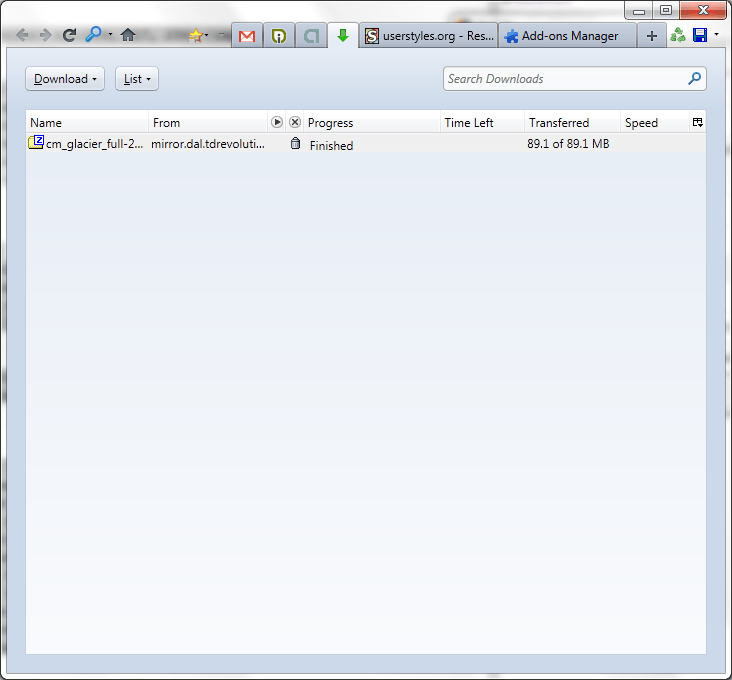 userstyles.org - Res... Add-ons Manager
Download List Search Downloads
Name From Progress Time Left Transferred Speed
cm_glacier_full-2... mirror.dal.tdrevoluti... Finished 89.1 of 89.1 MB